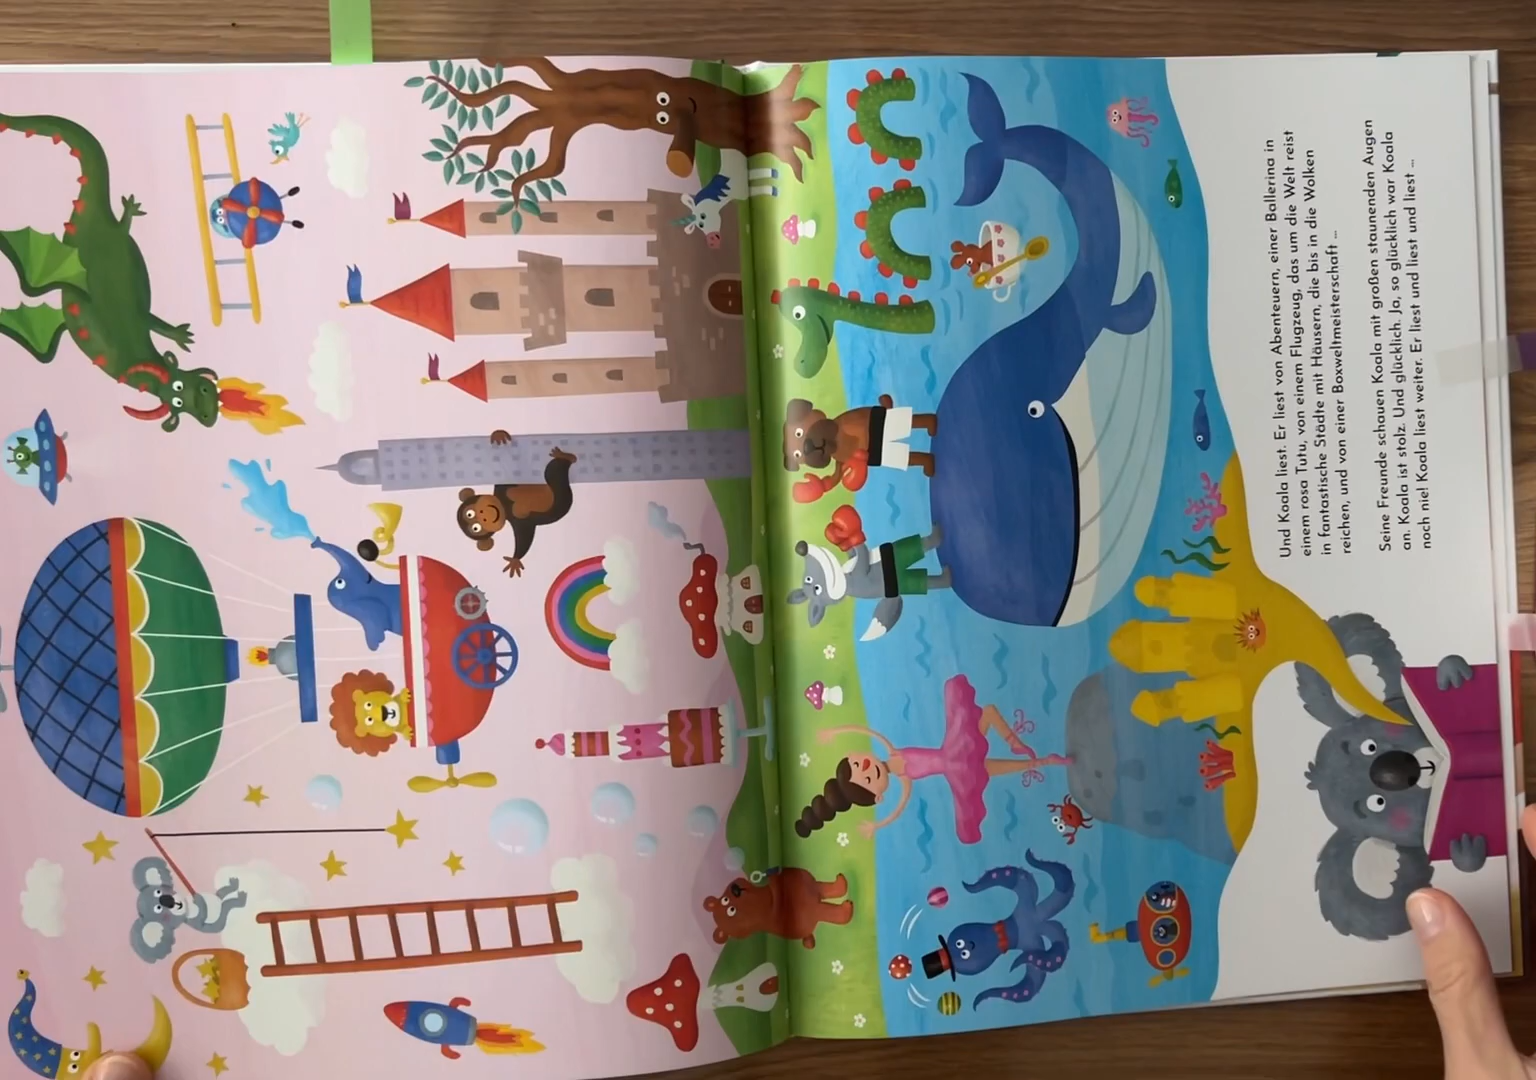 Und Koala liest. Er liest von Abenteuern, einer Ballerina in
einem rosa Tutu, von einem Flugzeug, das um die Welt reist
in fantastische Städte mit Häusern, die bis in die Wolken
reichen, und von einer Boxweltmeisterschaft ...
Seine Freunde schauen Koala mit großen staunenden Augen
an. Koala ist stolz. Und glücklich. Ja, so glücklich war Koala
noch nie! Koala liest weiter. Er liest und liest und liest ...